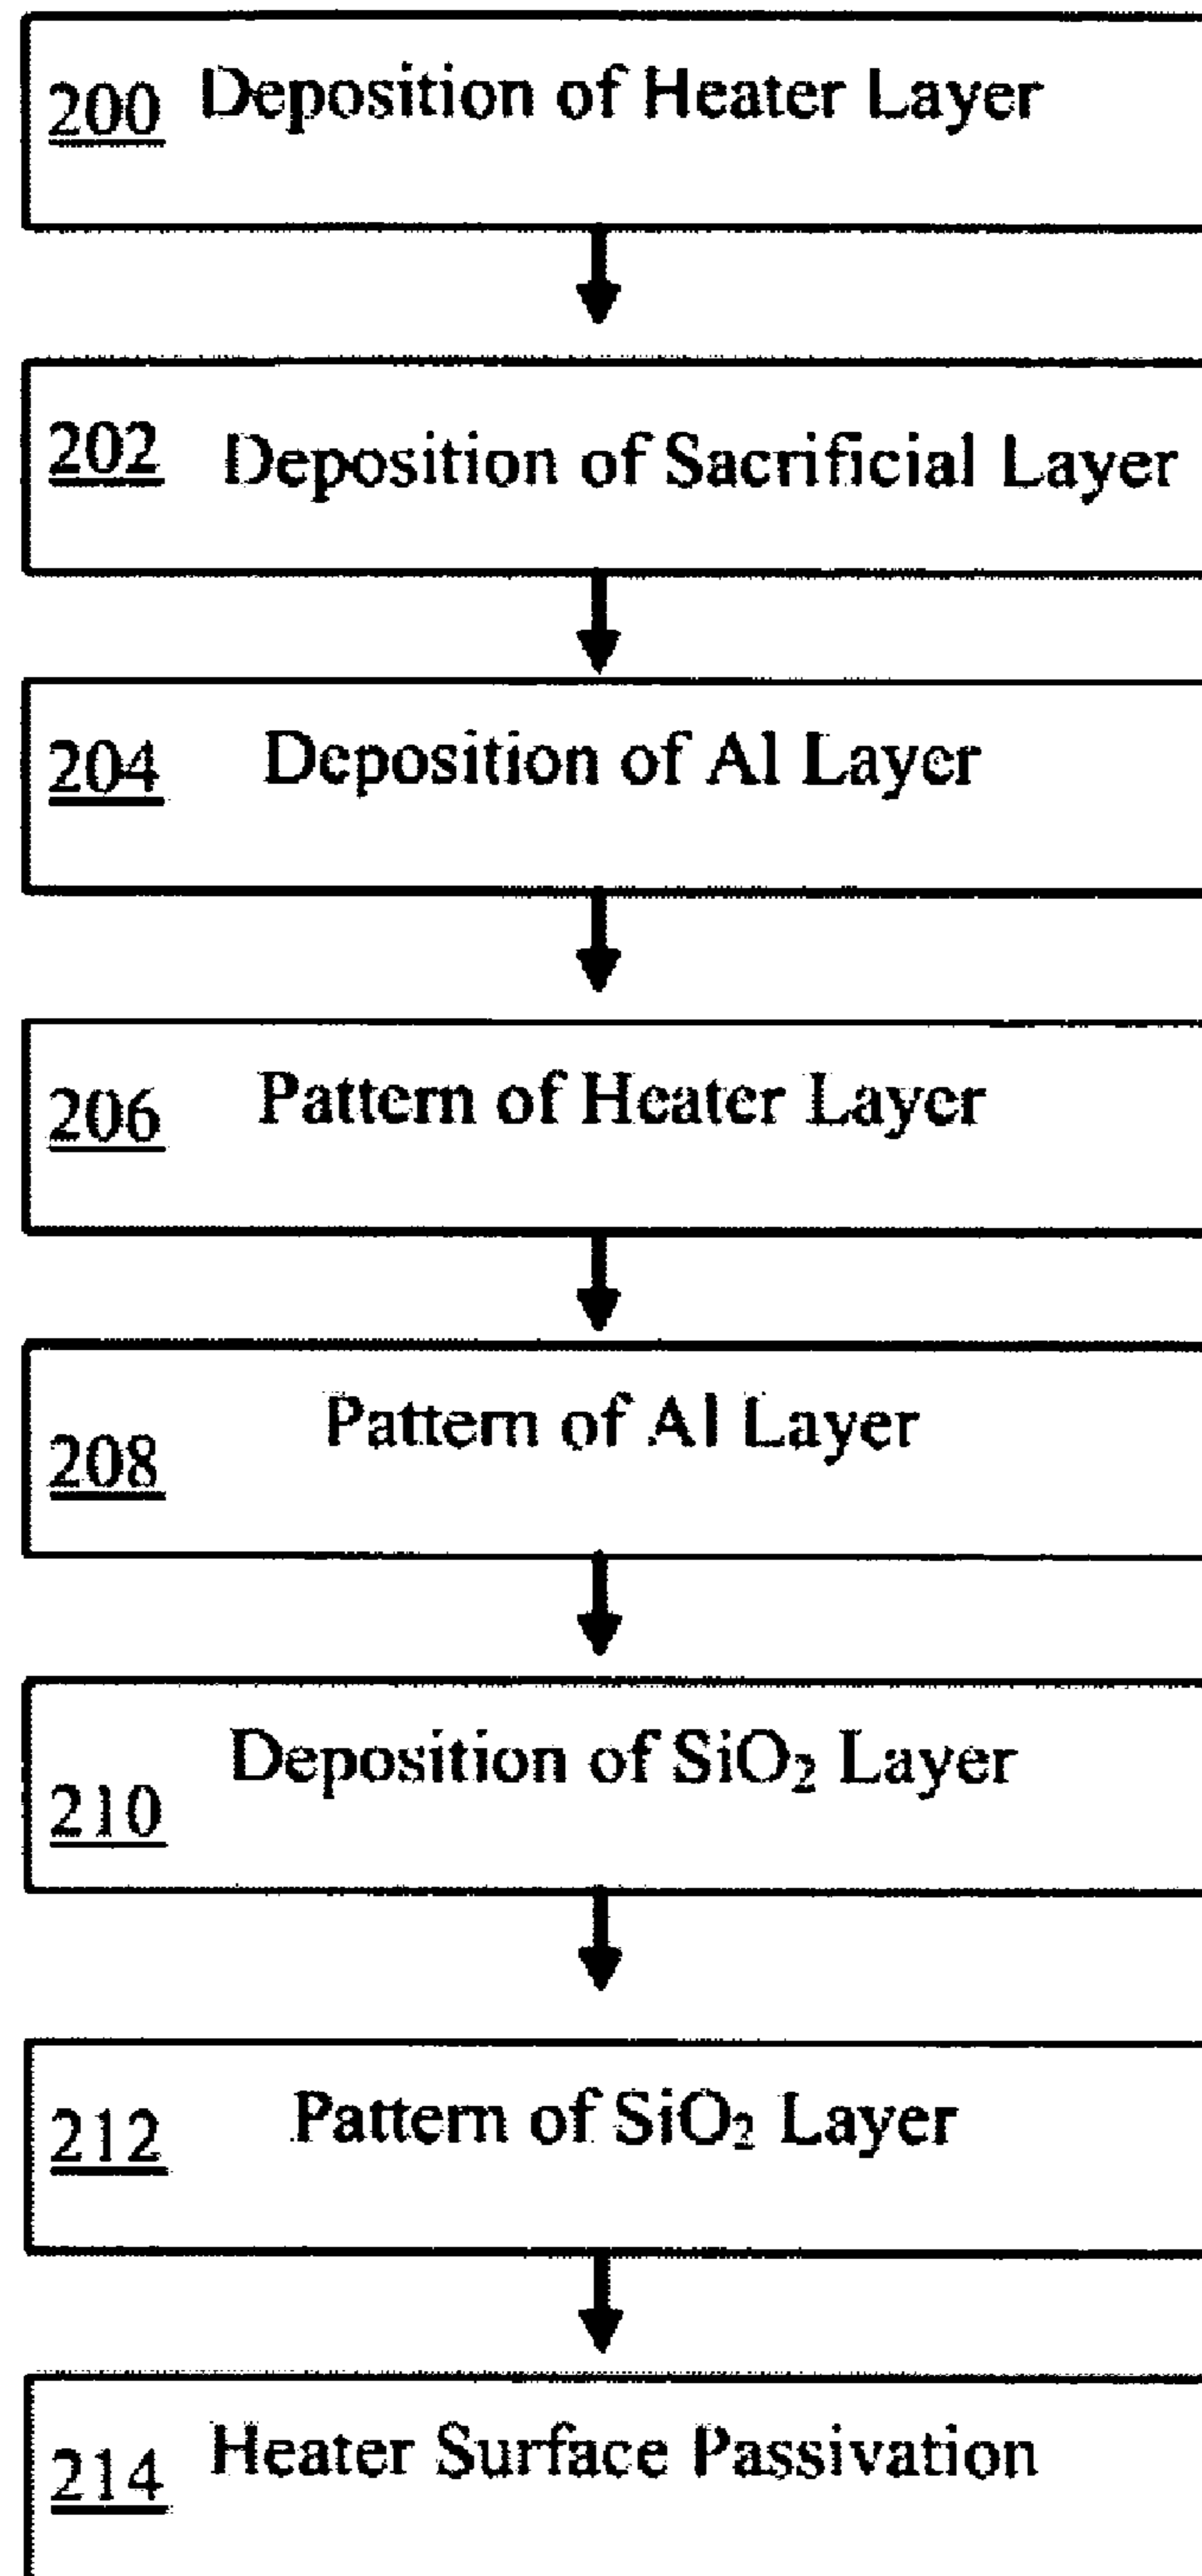 200 Deposition of Heater Layer
202 Deposition of Sacrificial Layer
204 Deposition of Al Layer
206 Pattern of Heater Layer
208 Pattern of Al Layer
210 Deposition of SiO₂ Layer
212 Pattern of SiO₂ Layer
214 Heater Surface Passivation